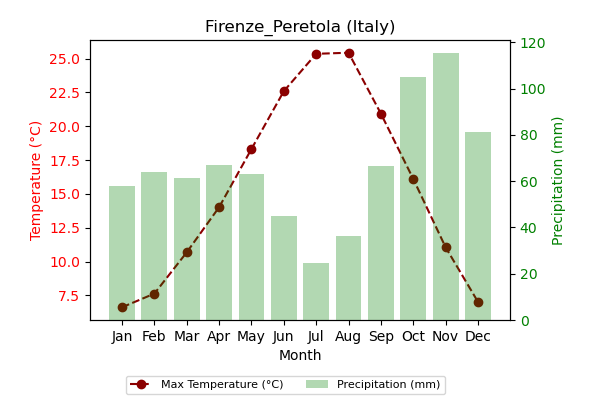 Firenze_Peretola (Italy)
25.0
22.5
20.0
17.5
15.0
12.5
10.0
7.5
Temperature (°C)
120
100
80
60
40
20
0
Precipitation (mm)
Jan Feb Mar Apr May Jun Jul Aug Sep Oct Nov Dec
Month
Max Temperature (°C) Precipitation (mm)